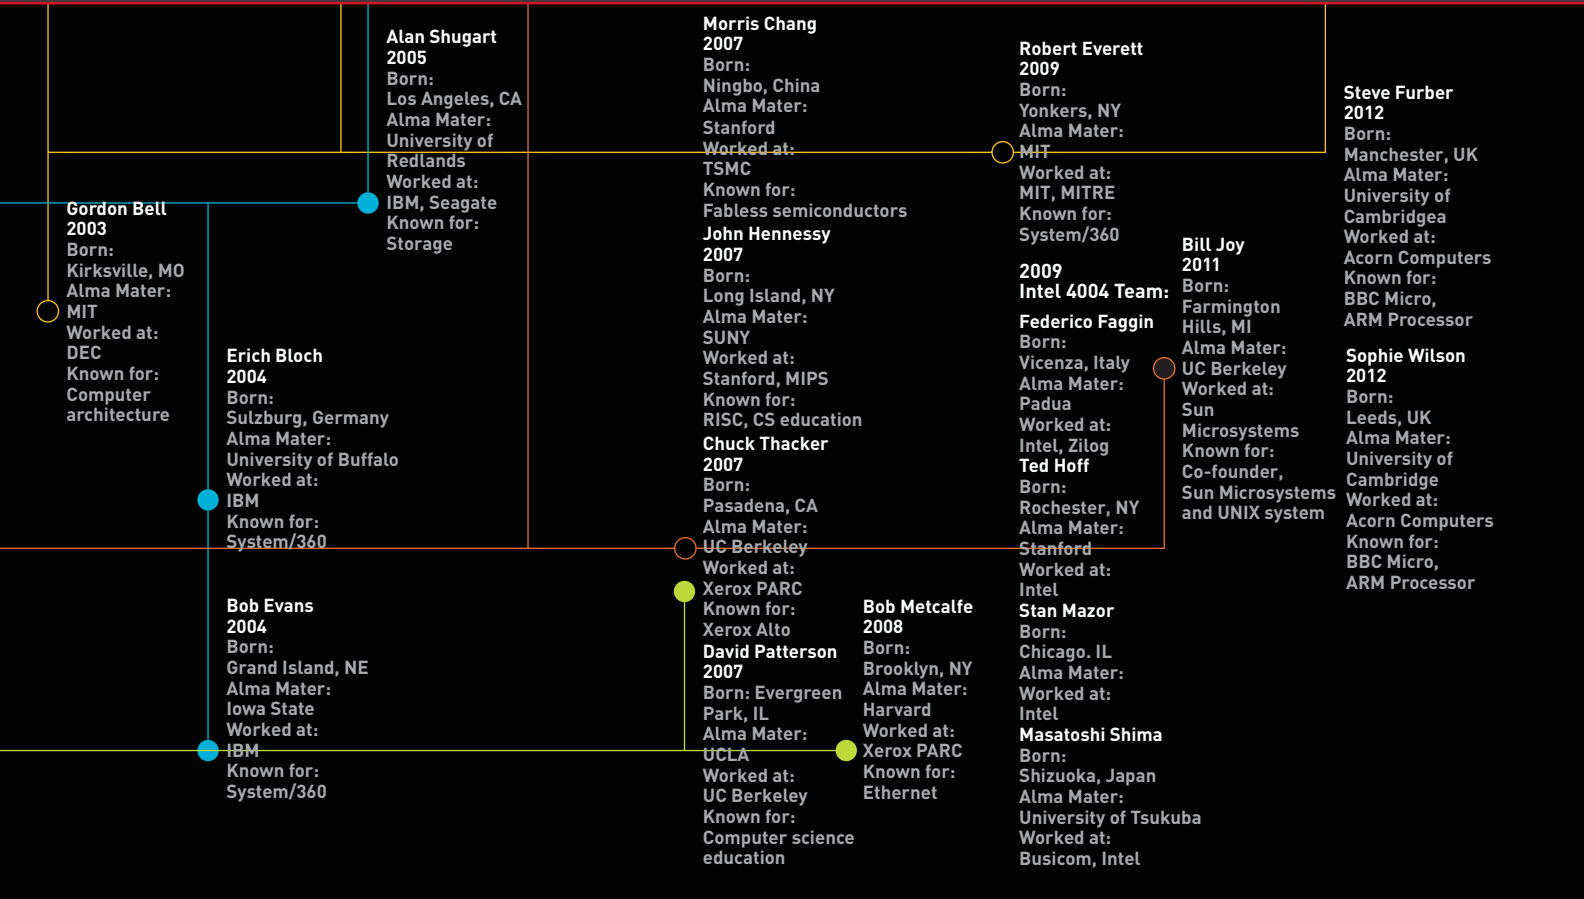 Gordon Bell
2003
Born:
Kirksville, MO
Alma Mater:
MIT
Worked at:
DEC
Known for:
Computer
architecture
Erich Bloch
2004
Born:
Sulzburg, Germany
Alma Mater:
University of Buffalo
Worked at:
IBM
Known for:
System/360
Bob Evans
2004
Born:
Grand Island, NE
Alma Mater:
Iowa State
Worked at:
IBM
Known for:
System/360
Alan Shugart
2005
Born:
Los Angeles, CA
Alma Mater:
University of
Redlands
Worked at:
IBM, Seagate
Known for:
Storage
Morris Chang
2007
Born:
Ningbo, China
Alma Mater:
Stanford
Worked at:
TSMC
Known for:
Fabless semiconductors
John Hennessy
2007
Born:
Long Island, NY
Alma Mater:
SUNY
Worked at:
Stanford, MIPS
Known for:
RISC, CS education
Chuck Thacker
2007
Born:
Pasadena, CA
Alma Mater:
UC Berkeley
Worked at:
Xerox PARC
Known for:
Xerox Alto
David Patterson
2007
Born: Evergreen
Park, IL
Alma Mater:
UCLA
Worked at:
UC Berkeley
Known for:
Computer science
education
Bob Metcalfe
2008
Born:
Brooklyn, NY
Alma Mater:
Harvard
Worked at:
Xerox PARC
Known for:
Ethernet
Robert Everett
2009
Born:
Yonkers, NY
Alma Mater:
MIT
Worked at:
MIT, MITRE
Known for:
System/360
2009
Intel 4004 Team:
Federico Faggin
Born:
Vicenza, Italy
Alma Mater:
Padua
Worked at:
Intel, Zilog
Ted Hoff
Born:
Rochester, NY
Alma Mater:
Stanford
Worked at:
Intel
Stan Mazor
Born:
Chicago. IL
Alma Mater:
Worked at:
Intel
Masatoshi Shima
Born:
Shizuoka, Japan
Alma Mater:
University of Tsukuba
Worked at:
Busicom, Intel
Bill Joy
2011
Born:
Farmington
Hills, MI
Alma Mater:
UC Berkeley
Worked at:
Sun
Microsystems
Known for:
Co-founder,
Sun Microsystems
and UNIX system
Steve Furber
2012
Born:
Manchester, UK
Alma Mater:
University of
Cambridgea
Worked at:
Acorn Computers
Known for:
BBC Micro,
ARM Processor
Sophie Wilson
2012
Born:
Leeds, UK
Alma Mater:
University of
Cambridge
Worked at:
Acorn Computers
Known for:
BBC Micro,
ARM Processor